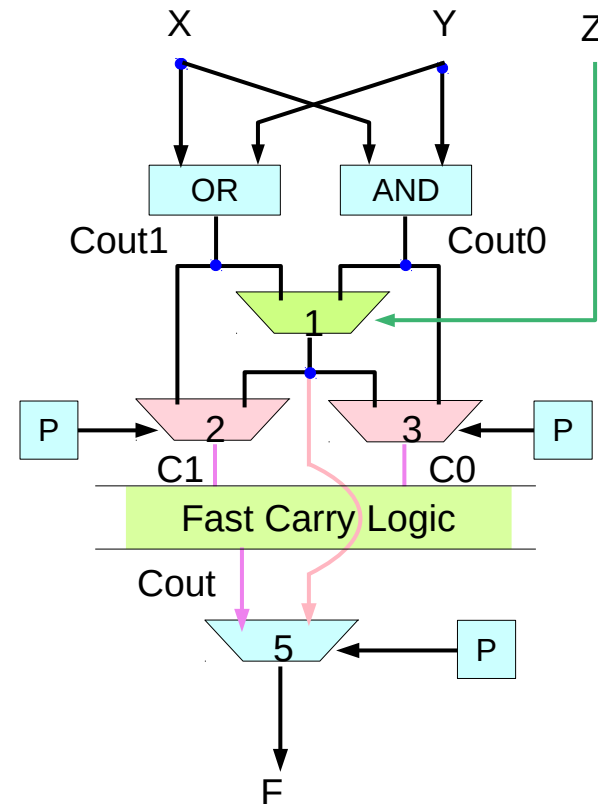 X Y Z
OR AND
Cout1 Cout0
1
P 2 3 P
C1 C0
Fast Carry Logic
Cout
5 P
F